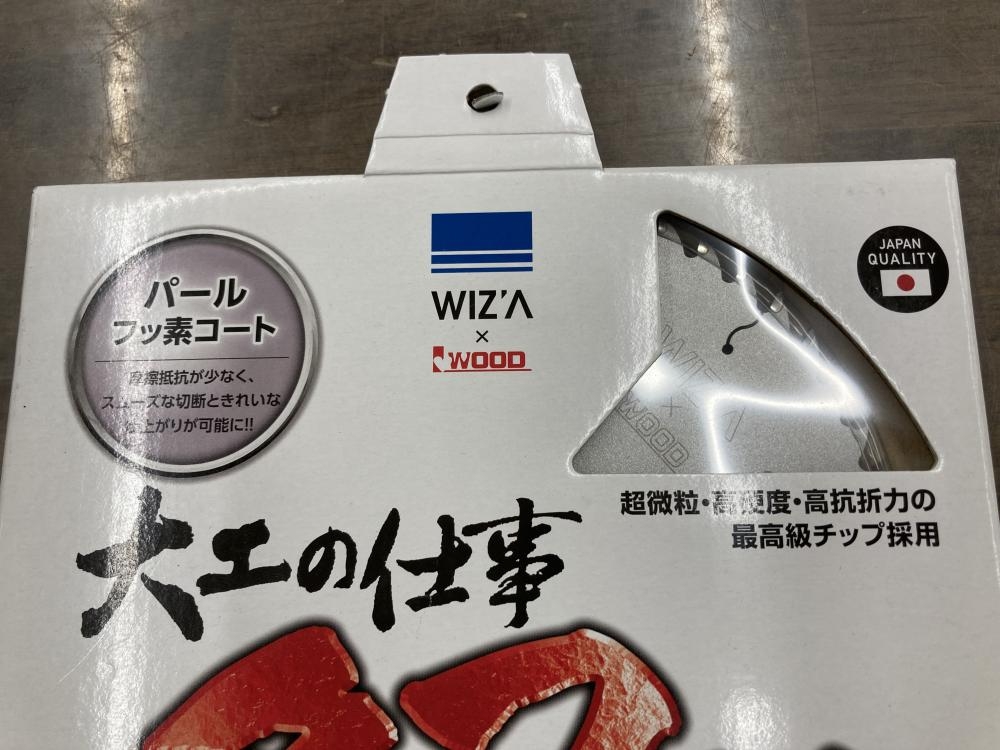 パール
フッ素コート
摩擦抵抗が少なく、
スムーズな切断ときれいな
仕上がりが可能に!!
WIZ'A
×
WOOD
JAPAN
QUALITY
WIZ'A
×
WOOD
超微粒・高硬度・高抗折力の
最高級チップ採用
大工の仕事